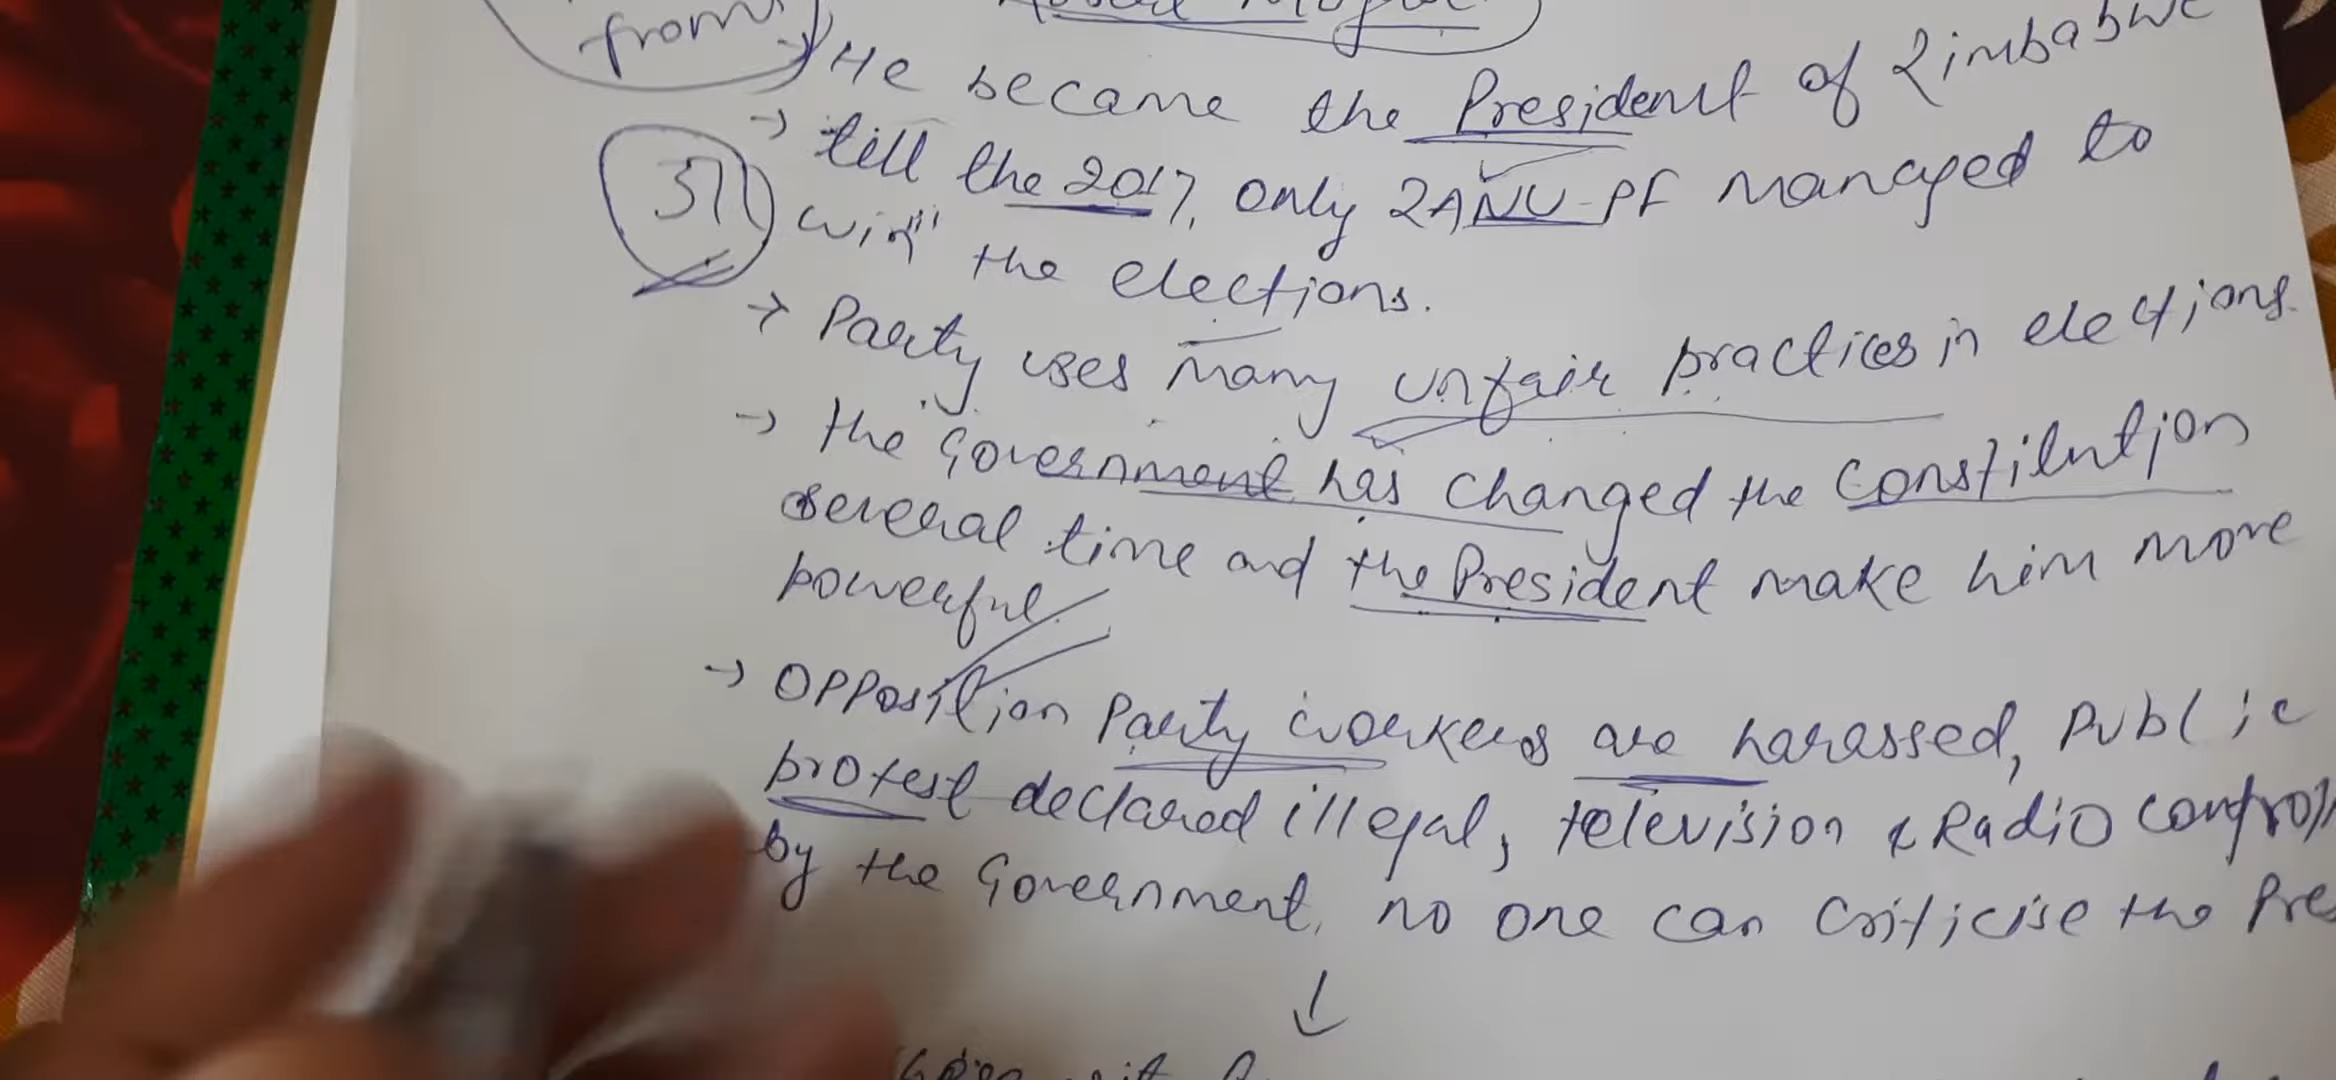 from
→ He became the President of Zimbabwe
→ till the 2017, only ZANU-PF managed to
win the elections.
→ Party uses many unfair practices in elections.
→ the Government has changed the constitution
several time and the President make him more
powerful.
→ Opposition Party workers are harassed, Public
protest declared illegal, television & Radio
by the Government, no one can criticise the Pres
↓